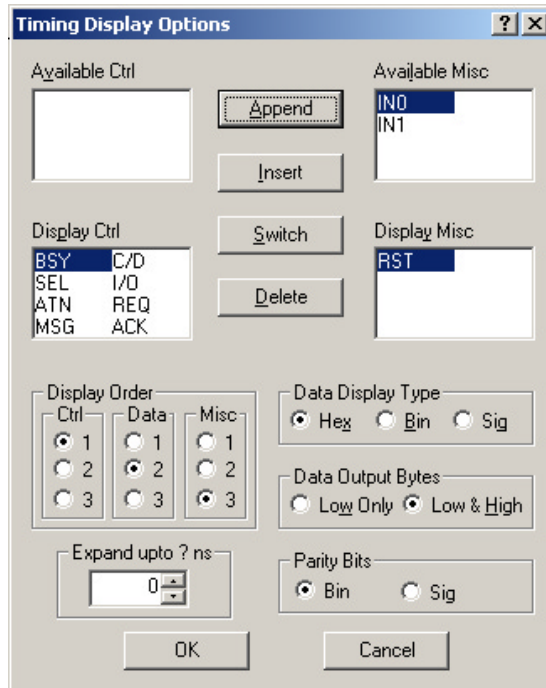 Timing Display Options
Available Ctrl
Append
Available Misc
IN0
IN1
Insert
Display Ctrl
Switch
Display Misc
BSY C/D
SEL I/O
ATN REQ
MSG ACK
RST
Delete
Display Order
Ctrl Data Misc
1 1 1
2 2 2
3 3 3
Data Display Type
Hex Bin Sig
Data Output Bytes
Low Only Low & High
Expand upto ? ns
0
Parity Bits
Bin Sig
OK Cancel